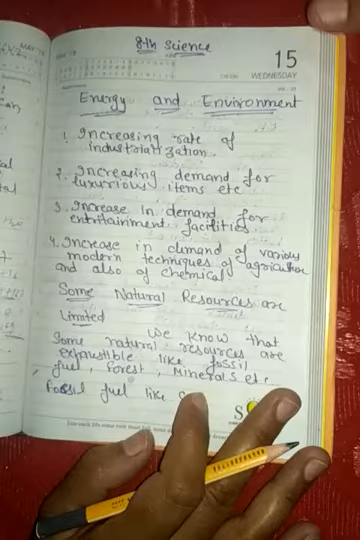 8th Science
15
WEDNESDAY
MAY
Energy and Environment
1. Increasing rate of
industrialization.
2. Increasing demand for
luxurious items etc
3. Increase in demand for
entritainment facilities.
4. Increase in demand of various
modern techniques of agriculture
and also of chemical
Some Natural Resources are
Limited
We know that
Some natural resources are
exhaustible like fossil
fuel, Forest, Minerals etc.
Fossil fuel like